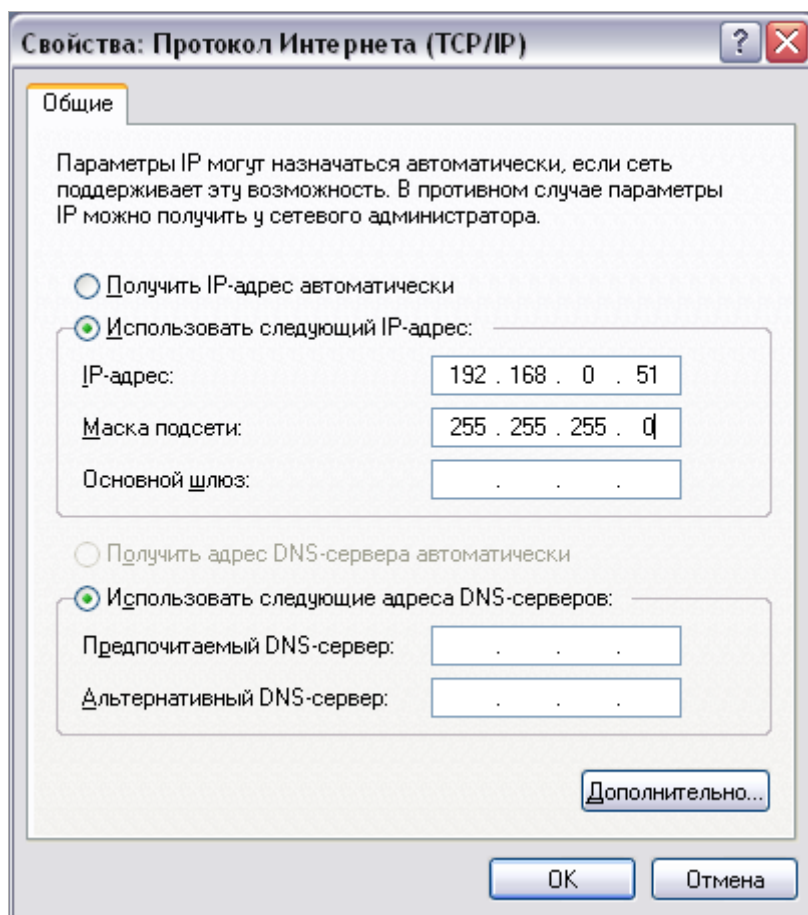 Свойства: Протокол Интернета (TCP/IP)
Общие
Параметры IP могут назначаться автоматически, если сеть
поддерживает эту возможность. В противном случае параметры
IP можно получить у сетевого администратора.
Получить IP-адрес автоматически
Использовать следующий IP-адрес:
IP-адрес: 192 . 168 . 0 . 51
Маска подсети: 255 . 255 . 255 . 0
Основной шлюз: . . .
Получить адрес DNS-сервера автоматически
Использовать следующие адреса DNS-серверов:
Предпочитаемый DNS-сервер: . . .
Альтернативный DNS-сервер: . . .
Дополнительно...
OK Отмена